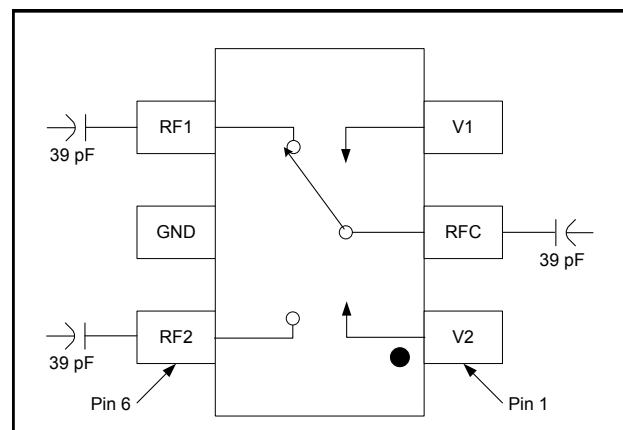 RF1
V1
39 pF
GND
RFC
39 pF
RF2
V2
39 pF
Pin 6
Pin 1